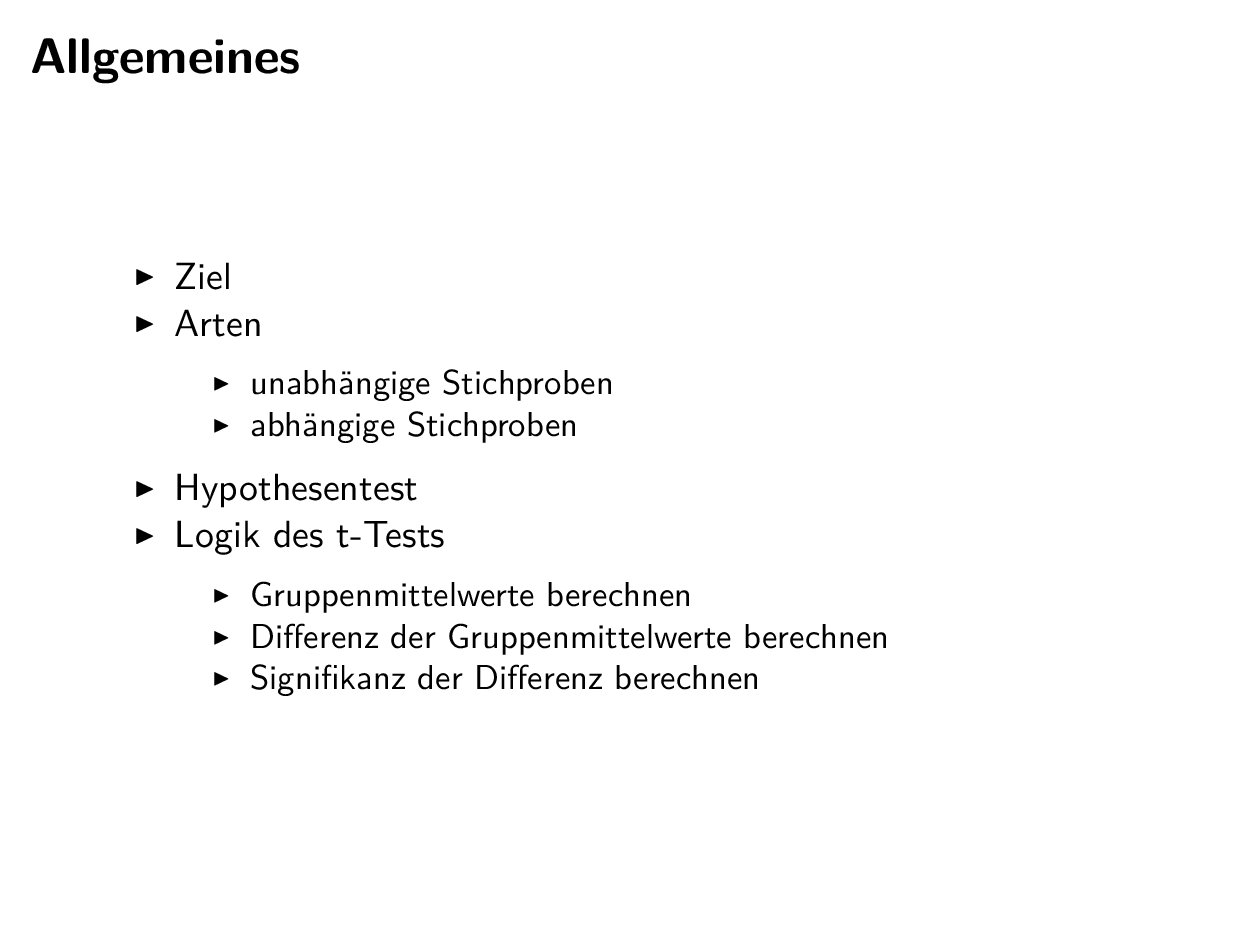 Allgemeines
▶ Ziel
▶ Arten
▶ unabhängige Stichproben
▶ abhängige Stichproben
▶ Hypothesentest
▶ Logik des t-Tests
▶ Gruppenmittelwerte berechnen
▶ Differenz der Gruppenmittelwerte berechnen
▶ Signifikanz der Differenz berechnen